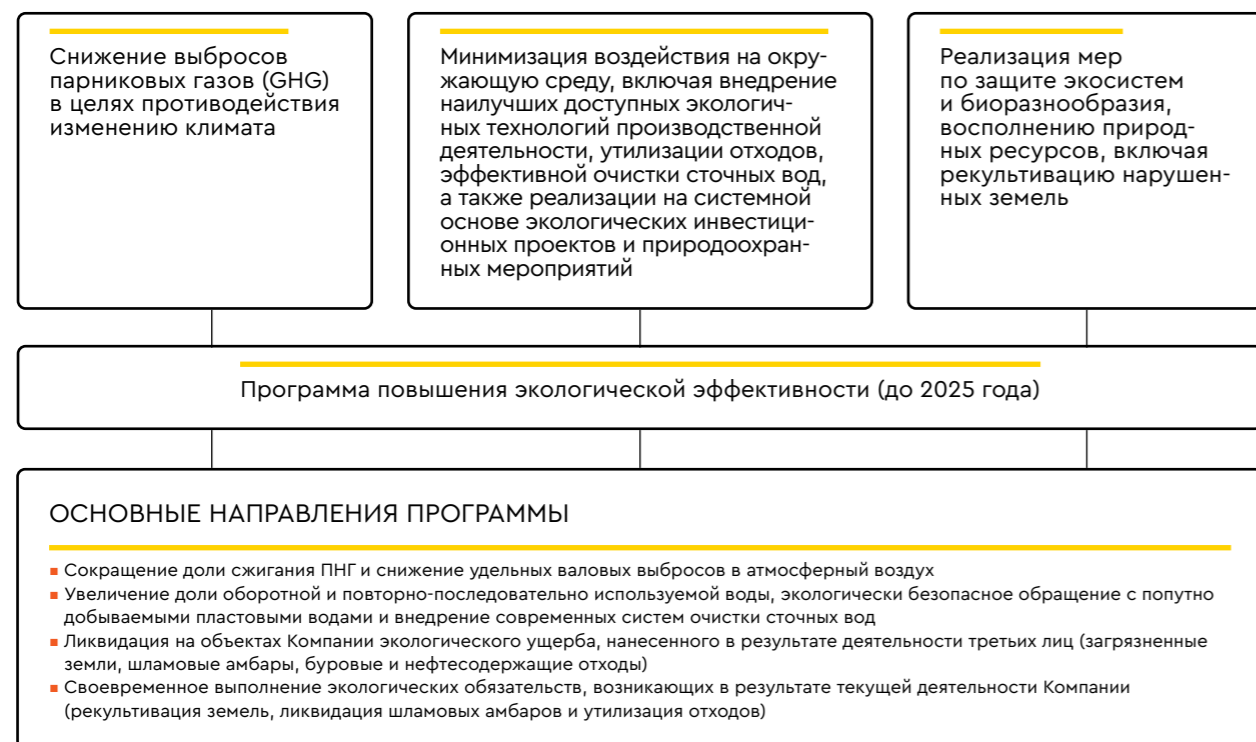 Снижение выбросов
парниковых газов (GHG)
в целях противодействия
изменению климата
Минимизация воздействия на окру-
жающую среду, включая внедрение
наилучших доступных экологич-
ных технологий производственной
деятельности, утилизации отходов,
эффективной очистки сточных вод,
а также реализации на системной
основе экологических инвестици-
онных проектов и природоохран-
ных мероприятий
Реализация мер
по защите экосистем
и биоразнообразия,
восполнению природ-
ных ресурсов, включая
рекультивацию нарушен-
ных земель
Программа повышения экологической эффективности (до 2025 года)
ОСНОВНЫЕ НАПРАВЛЕНИЯ ПРОГРАММЫ
▪ Сокращение доли сжигания ПНГ и снижение удельных валовых выбросов в атмосферный воздух
▪ Увеличение доли оборотной и повторно-последовательно используемой воды, экологически безопасное обращение с попутно
добываемыми пластовыми водами и внедрение современных систем очистки сточных вод
▪ Ликвидация на объектах Компании экологического ущерба, нанесенного в результате деятельности третьих лиц (загрязненные
земли, шламовые амбары, буровые и нефтесодержащие отходы)
▪ Своевременное выполнение экологических обязательств, возникающих в результате текущей деятельности Компании
(рекультивация земель, ликвидация шламовых амбаров и утилизация отходов)